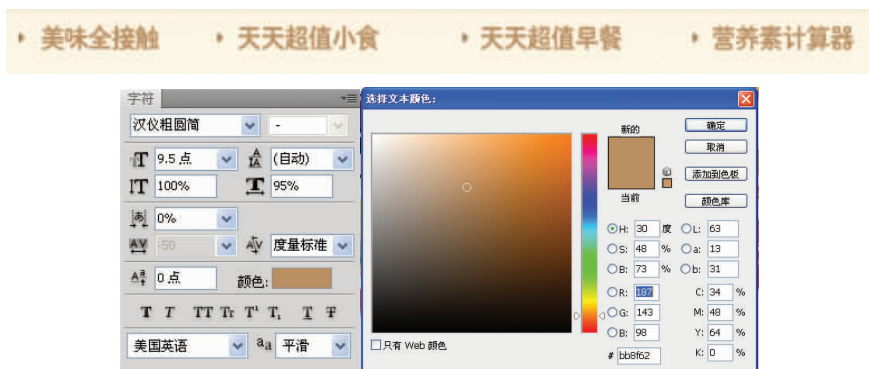 美味全接触 天天超值小食 天天超值早餐 营养素计算器
字符
汉仪粗圆简 -
9.5 点 (自动)
100% 95%
0%
-50 度量标准
0 点 颜色:
T T TT Tr T¹ T₁ T T
美国英语 aa 平滑
选择文本颜色:
新的
当前
确定
取消
添加到色板
颜色库
H: 30 度 L: 63
S: 48 % a: 13
B: 73 % b: 31
R: 187 C: 34 %
G: 143 M: 48 %
B: 98 Y: 64 %
# bb8f62 K: 0 %
只有 Web 颜色